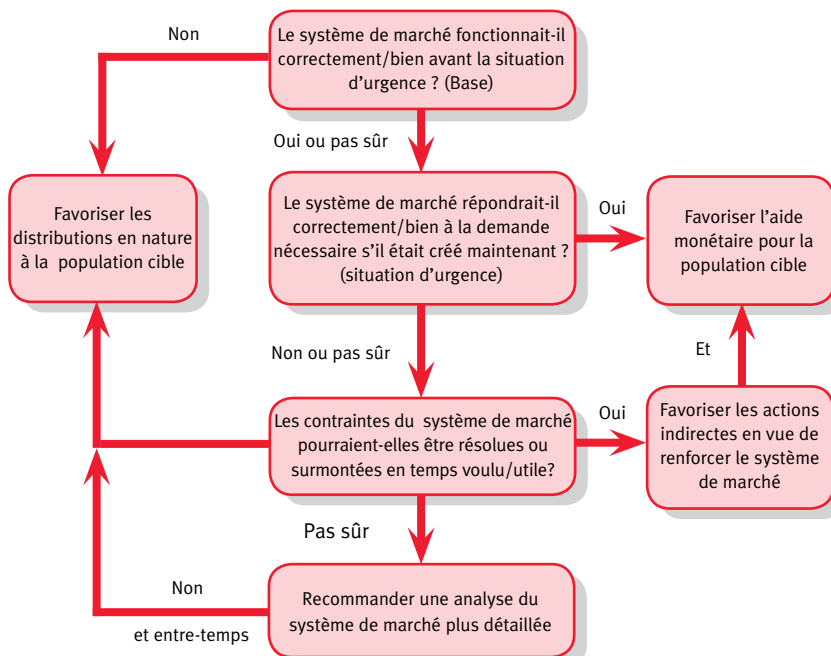 Non
Le système de marché fonctionnait-il
correctement/bien avant la situation
d’urgence ? (Base)
Oui ou pas sûr
Favoriser les
distributions en nature
à la population cible
Le système de marché répondrait-il
correctement/bien à la demande
nécessaire s’il était créé maintenant ?
(situation d’urgence)
Oui
Favoriser l’aide
monétaire pour la
population cible
Non ou pas sûr
Et
Les contraintes du système de marché
pourraient-elles être résolues ou
surmontées en temps voulu/utile?
Oui
Favoriser les actions
indirectes en vue de
renforcer le système
de marché
Pas sûr
Non
et entre-temps
Recommander une analyse du
système de marché plus détaillée